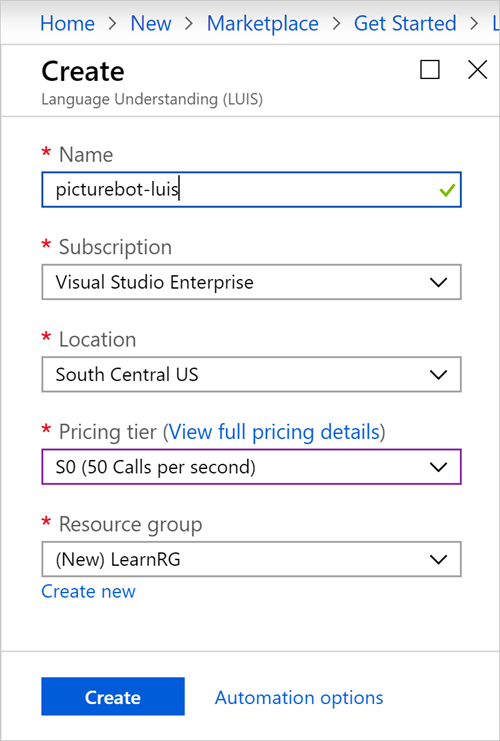 Home > New > Marketplace > Get Started > L
Create
Language Understanding (LUIS)
* Name
picturebot-luis
* Subscription
Visual Studio Enterprise
* Location
South Central US
* Pricing tier (View full pricing details)
S0 (50 Calls per second)
* Resource group
(New) LearnRG
Create new
Create Automation options